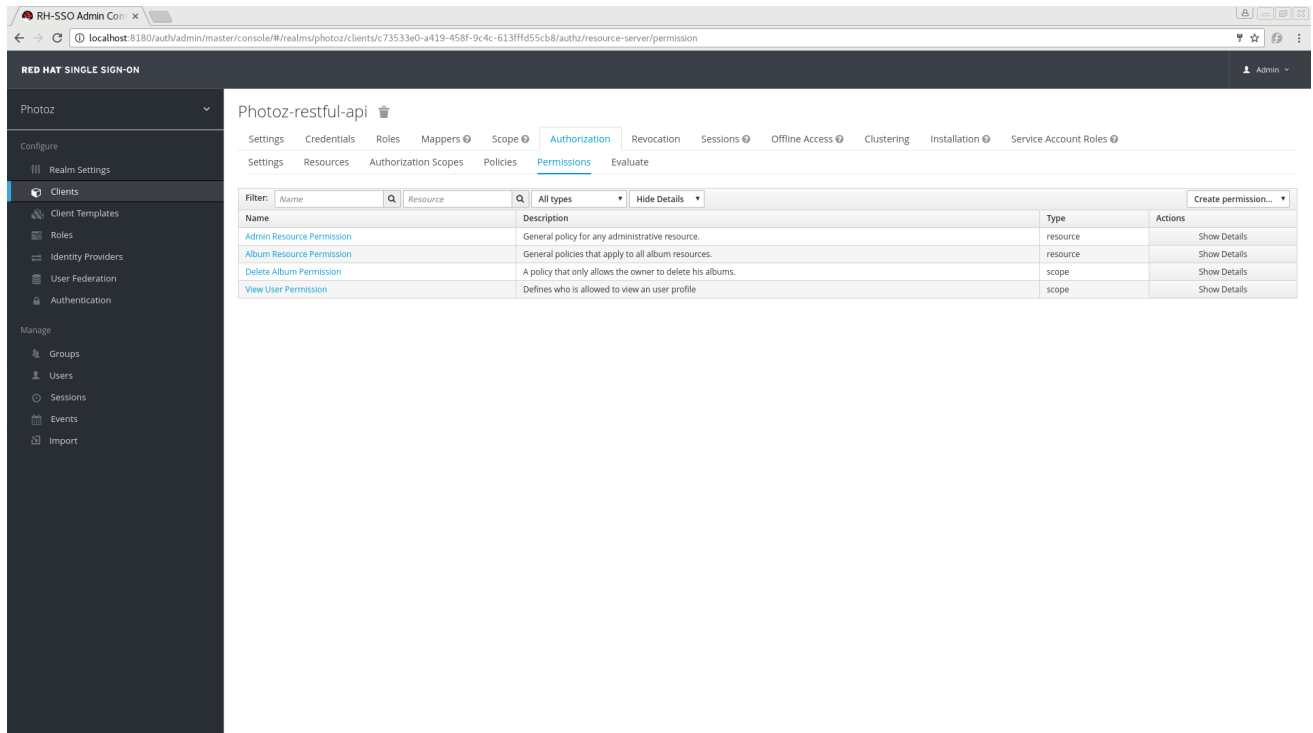 RH-SSO Admin Con
localhost:8180/auth/admin/master/console/#/realms/photoz/clients/c73533e0-a419-458f-9c4c-613fffd55cb8/authz/resource-server/permission
RED HAT SINGLE SIGN-ON
Admin
Photoz
Configure
Realm Settings
Clients
Client Templates
Roles
Identity Providers
User Federation
Authentication
Manage
Groups
Users
Sessions
Events
Import
Photoz-restful-api
Settings Credentials Roles Mappers Scope Authorization Revocation Sessions Offline Access Clustering Installation Service Account Roles
Settings Resources Authorization Scopes Policies Permissions Evaluate
Filter: Name Resource All types Hide Details Create permission...
Name Description Type Actions
Admin Resource Permission General policy for any administrative resource. resource Show Details
Album Resource Permission General policies that apply to all album resources. resource Show Details
Delete Album Permission A policy that only allows the owner to delete his albums. scope Show Details
View User Permission Defines who is allowed to view an user profile scope Show Details